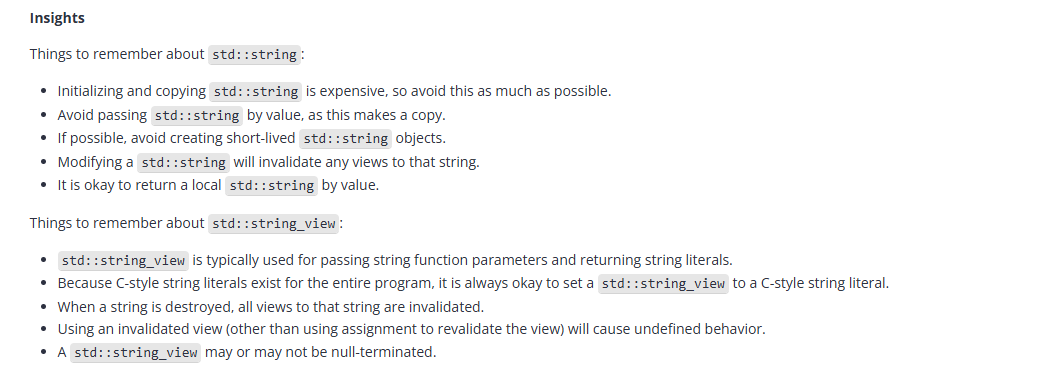 Insights
Things to remember about std::string:
Initializing and copying std::string is expensive, so avoid this as much as possible.
Avoid passing std::string by value, as this makes a copy.
If possible, avoid creating short-lived std::string objects.
Modifying a std::string will invalidate any views to that string.
It is okay to return a local std::string by value.
Things to remember about std::string_view:
std::string_view is typically used for passing string function parameters and returning string literals.
Because C-style string literals exist for the entire program, it is always okay to set a std::string_view to a C-style string literal.
When a string is destroyed, all views to that string are invalidated.
Using an invalidated view (other than using assignment to revalidate the view) will cause undefined behavior.
A std::string_view may or may not be null-terminated.